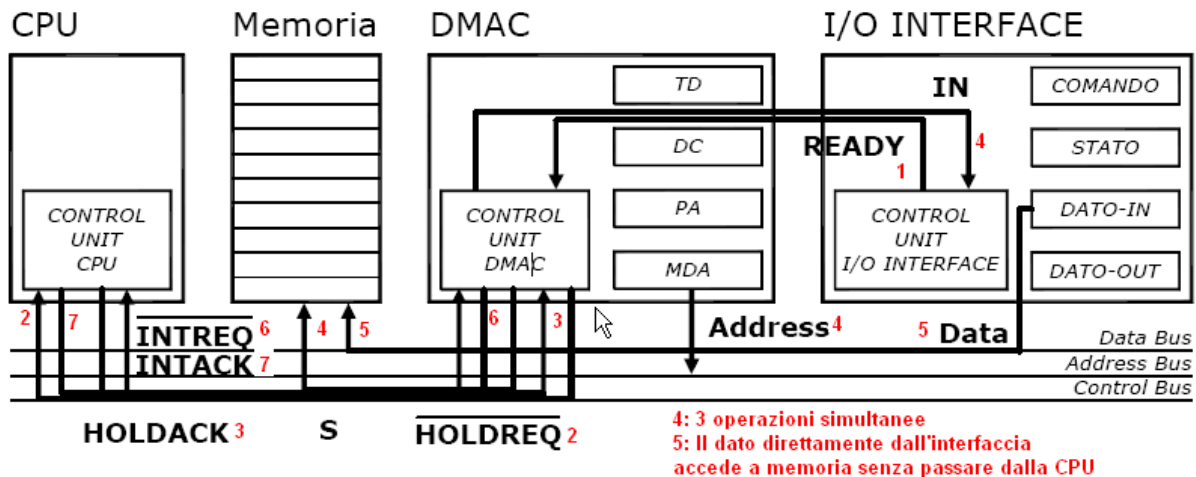 CPU
Memoria
DMAC
I/O INTERFACE
TD
IN
COMANDO
DC
READY
4
STATO
1
CONTROL
UNIT
CPU
CONTROL
UNIT
DMAC
PA
CONTROL
UNIT
I/O INTERFACE
DATO-IN
MDA
DATO-OUT
2
7
INTREQ 6
4
5
6
3
Address 4
5 Data
Data Bus
INTACK 7
Address Bus
Control Bus
HOLDACK 3
S
HOLDREQ 2
4: 3 operazioni simultanee
5: Il dato direttamente dall'interfaccia
accede a memoria senza passare dalla CPU